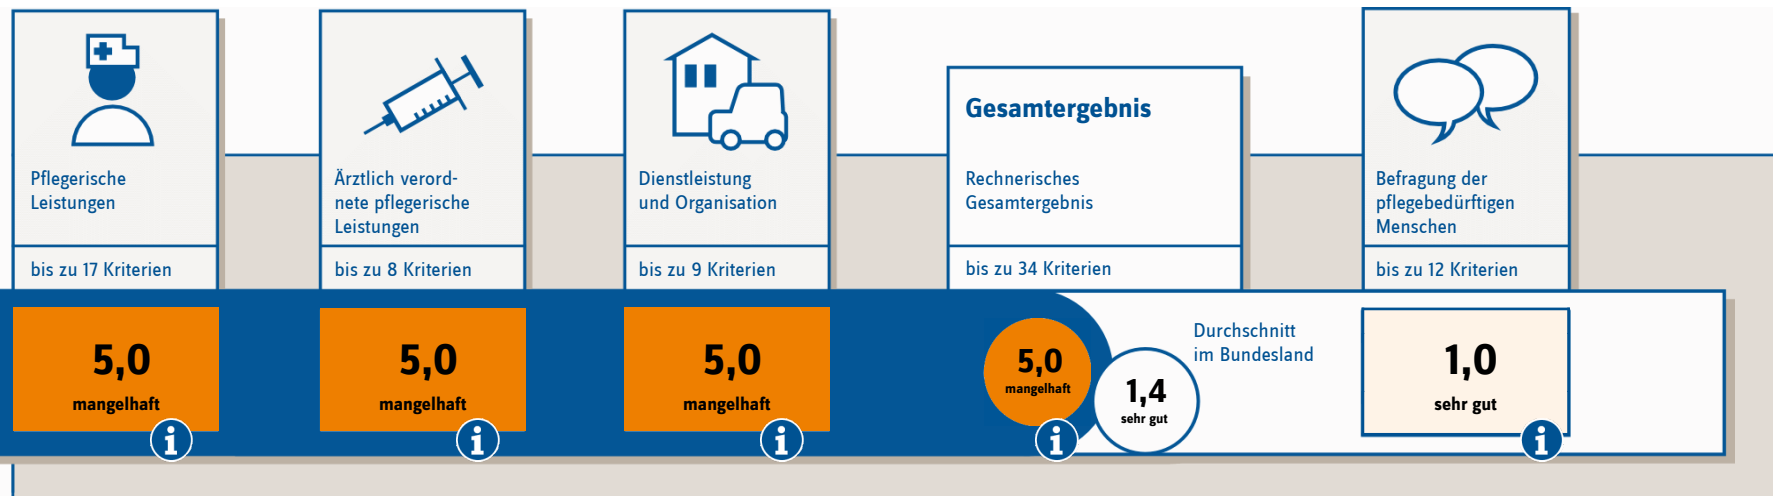 Pflegerische
Leistungen
bis zu 17 Kriterien
5,0
mangelhaft
i
Ärztlich verord-
nete pflegerische
Leistungen
bis zu 8 Kriterien
5,0
mangelhaft
i
Dienstleistung
und Organisation
bis zu 9 Kriterien
5,0
mangelhaft
i
Gesamtergebnis
Rechnerisches
Gesamtergebnis
bis zu 34 Kriterien
5,0
mangelhaft
i
1,4
sehr gut
Durchschnitt
im Bundesland
Befragung der
pflegebedürftigen
Menschen
bis zu 12 Kriterien
1,0
sehr gut
i